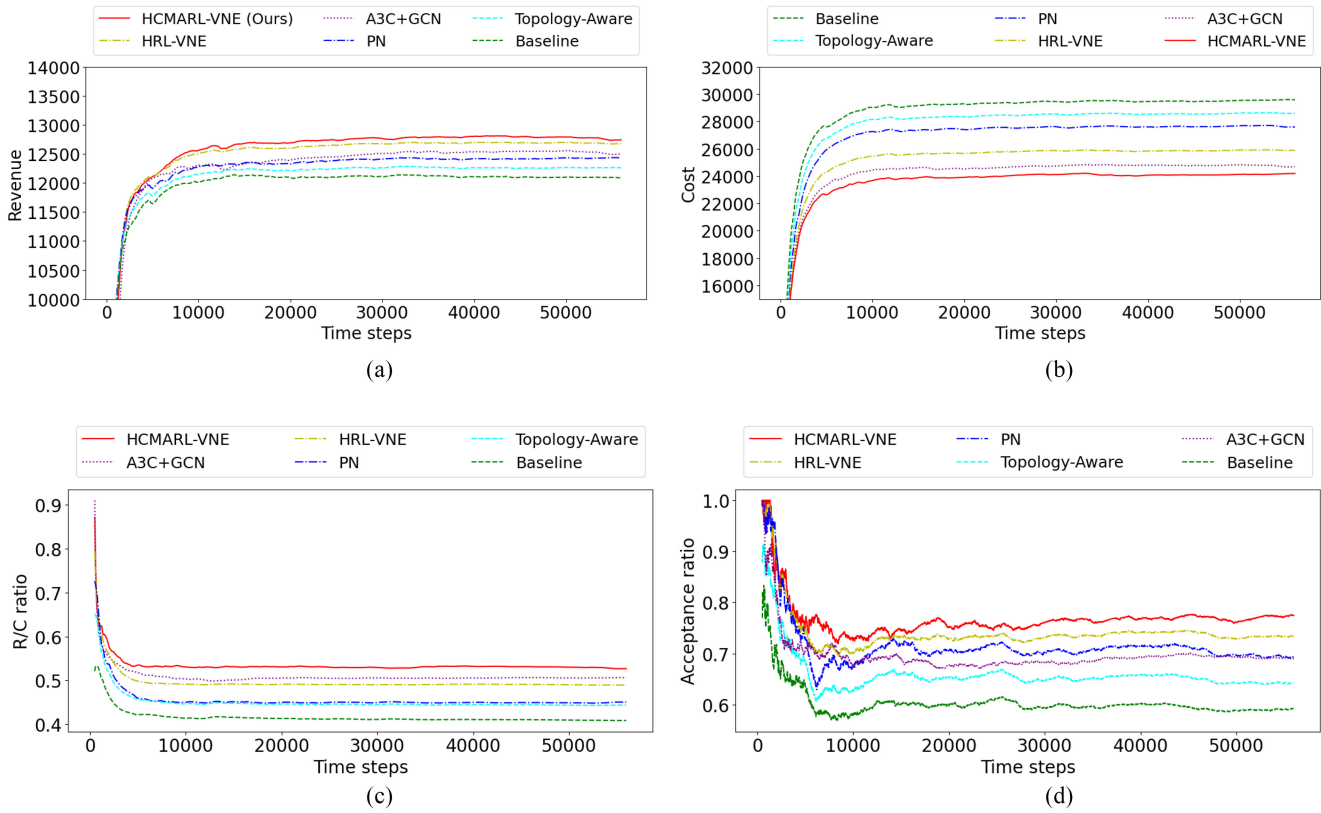 HCMARL-VNE (Ours) A3C+GCN Topology-Aware
HRL-VNE PN Baseline
14000
13500
13000
12500
12000
11500
11000
10500
10000
Revenue
0 10000 20000 30000 40000 50000
Time steps
(a)
Baseline PN A3C+GCN
Topology-Aware HRL-VNE HCMARL-VNE
32000
30000
28000
26000
24000
22000
20000
18000
16000
Cost
0 10000 20000 30000 40000 50000
Time steps
(b)
HCMARL-VNE HRL-VNE Topology-Aware
A3C+GCN PN Baseline
0.9
0.8
0.7
0.6
0.5
0.4
R/C ratio
0 10000 20000 30000 40000 50000
Time steps
(c)
HCMARL-VNE PN A3C+GCN
HRL-VNE Topology-Aware Baseline
1.0
0.9
0.8
0.7
0.6
Acceptance ratio
0 10000 20000 30000 40000 50000
Time steps
(d)